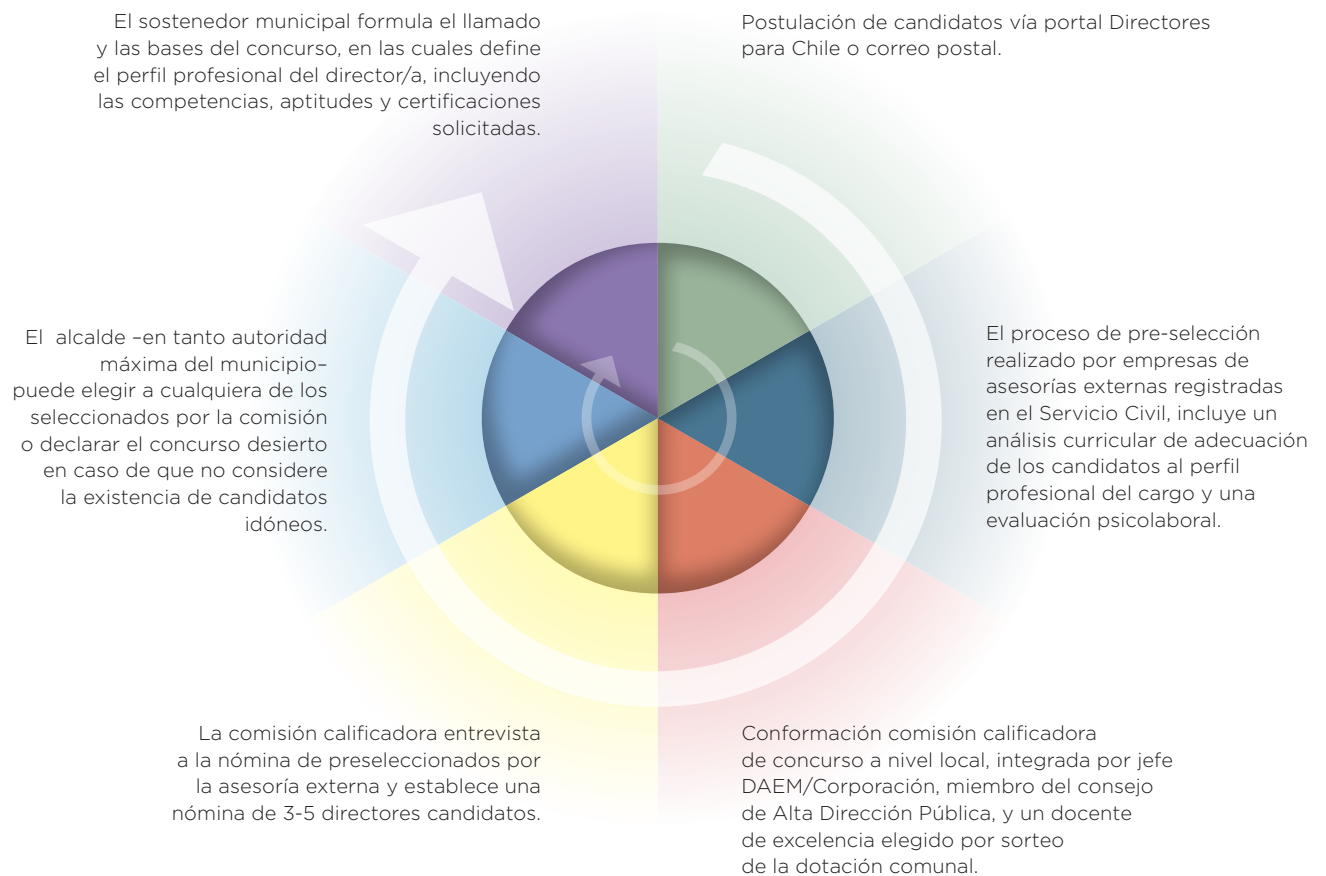 El sostenedor municipal formula el llamado
y las bases del concurso, en las cuales define
el perfil profesional del director/a, incluyendo
las competencias, aptitudes y certificaciones
solicitadas.
Postulación de candidatos vía portal Directores
para Chile o correo postal.
El proceso de pre-selección
realizado por empresas de
asesorías externas registradas
en el Servicio Civil, incluye un
análisis curricular de adecuación
de los candidatos al perfil
profesional del cargo y una
evaluación psicolaboral.
Conformación comisión calificadora
de concurso a nivel local, integrada por jefe
DAEM/Corporación, miembro del consejo
de Alta Dirección Pública, y un docente
de excelencia elegido por sorteo
de la dotación comunal.
La comisión calificadora entrevista
a la nómina de preseleccionados por
la asesoría externa y establece una
nómina de 3-5 directores candidatos.
El alcalde –en tanto autoridad
máxima del municipio–
puede elegir a cualquiera de los
seleccionados por la comisión
o declarar el concurso desierto
en caso de que no considere
la existencia de candidatos
idóneos.